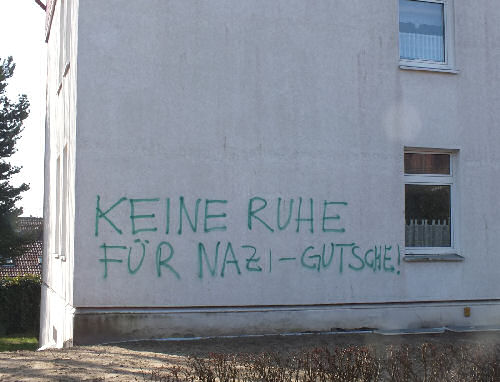 KEINE RUHE
FÜR NAZI-GUTSCHE!